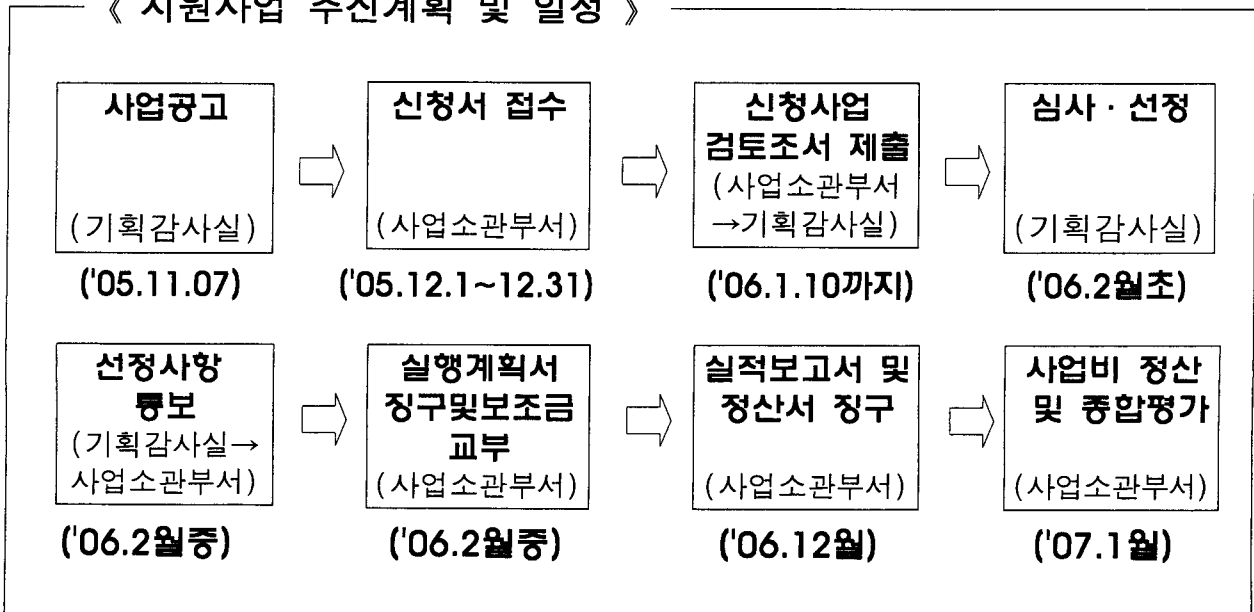 《 지원사업 추진계획 및 일정 》
사업공고
(기획감사실)
('05.11.07)
신청서 접수
(사업소관부서)
('05.12.1~12.31)
신청사업
검토조서 제출
(사업소관부서
→기획감사실)
('06.1.10까지)
심사 · 선정
(기획감사실)
('06.2월초)
선정사항
통보
(기획감사실→
사업소관부서)
('06.2월중)
실행계획서
징구및보조금
교부
(사업소관부서)
('06.2월중)
실적보고서 및
정산서 징구
(사업소관부서)
('06.12월)
사업비 정산
및 종합평가
(사업소관부서)
('07.1월)